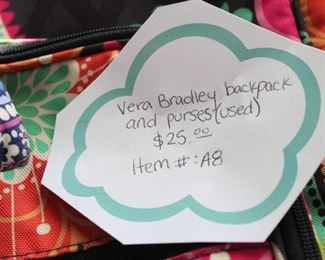 Vera Bradley backpack
and purses (used)
$25.00
Item #: A8